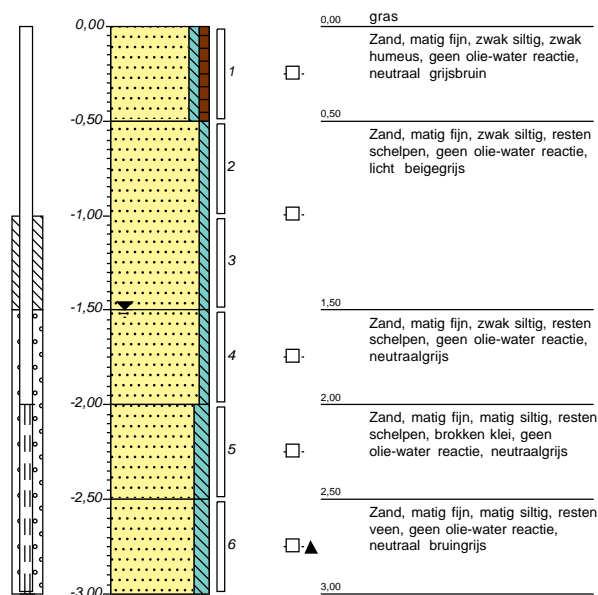 0,00
-0,50
-1,00
-1,50
-2,00
-2,50
-3,00
1
2
3
4
5
6
0,00
gras
Zand, matig fijn, zwak siltig, zwak
humeus, geen olie-water reactie,
neutraal grijsbruin
0,50
Zand, matig fijn, zwak siltig, resten
schelpen, geen olie-water reactie,
licht beigegrijs
1,50
Zand, matig fijn, zwak siltig, resten
schelpen, geen olie-water reactie,
neutraalgrijs
2,00
Zand, matig fijn, matig siltig, resten
schelpen, brokken klei, geen
olie-water reactie, neutraalgrijs
2,50
Zand, matig fijn, matig siltig, resten
veen, geen olie-water reactie,
neutraal bruingrijs
3,00